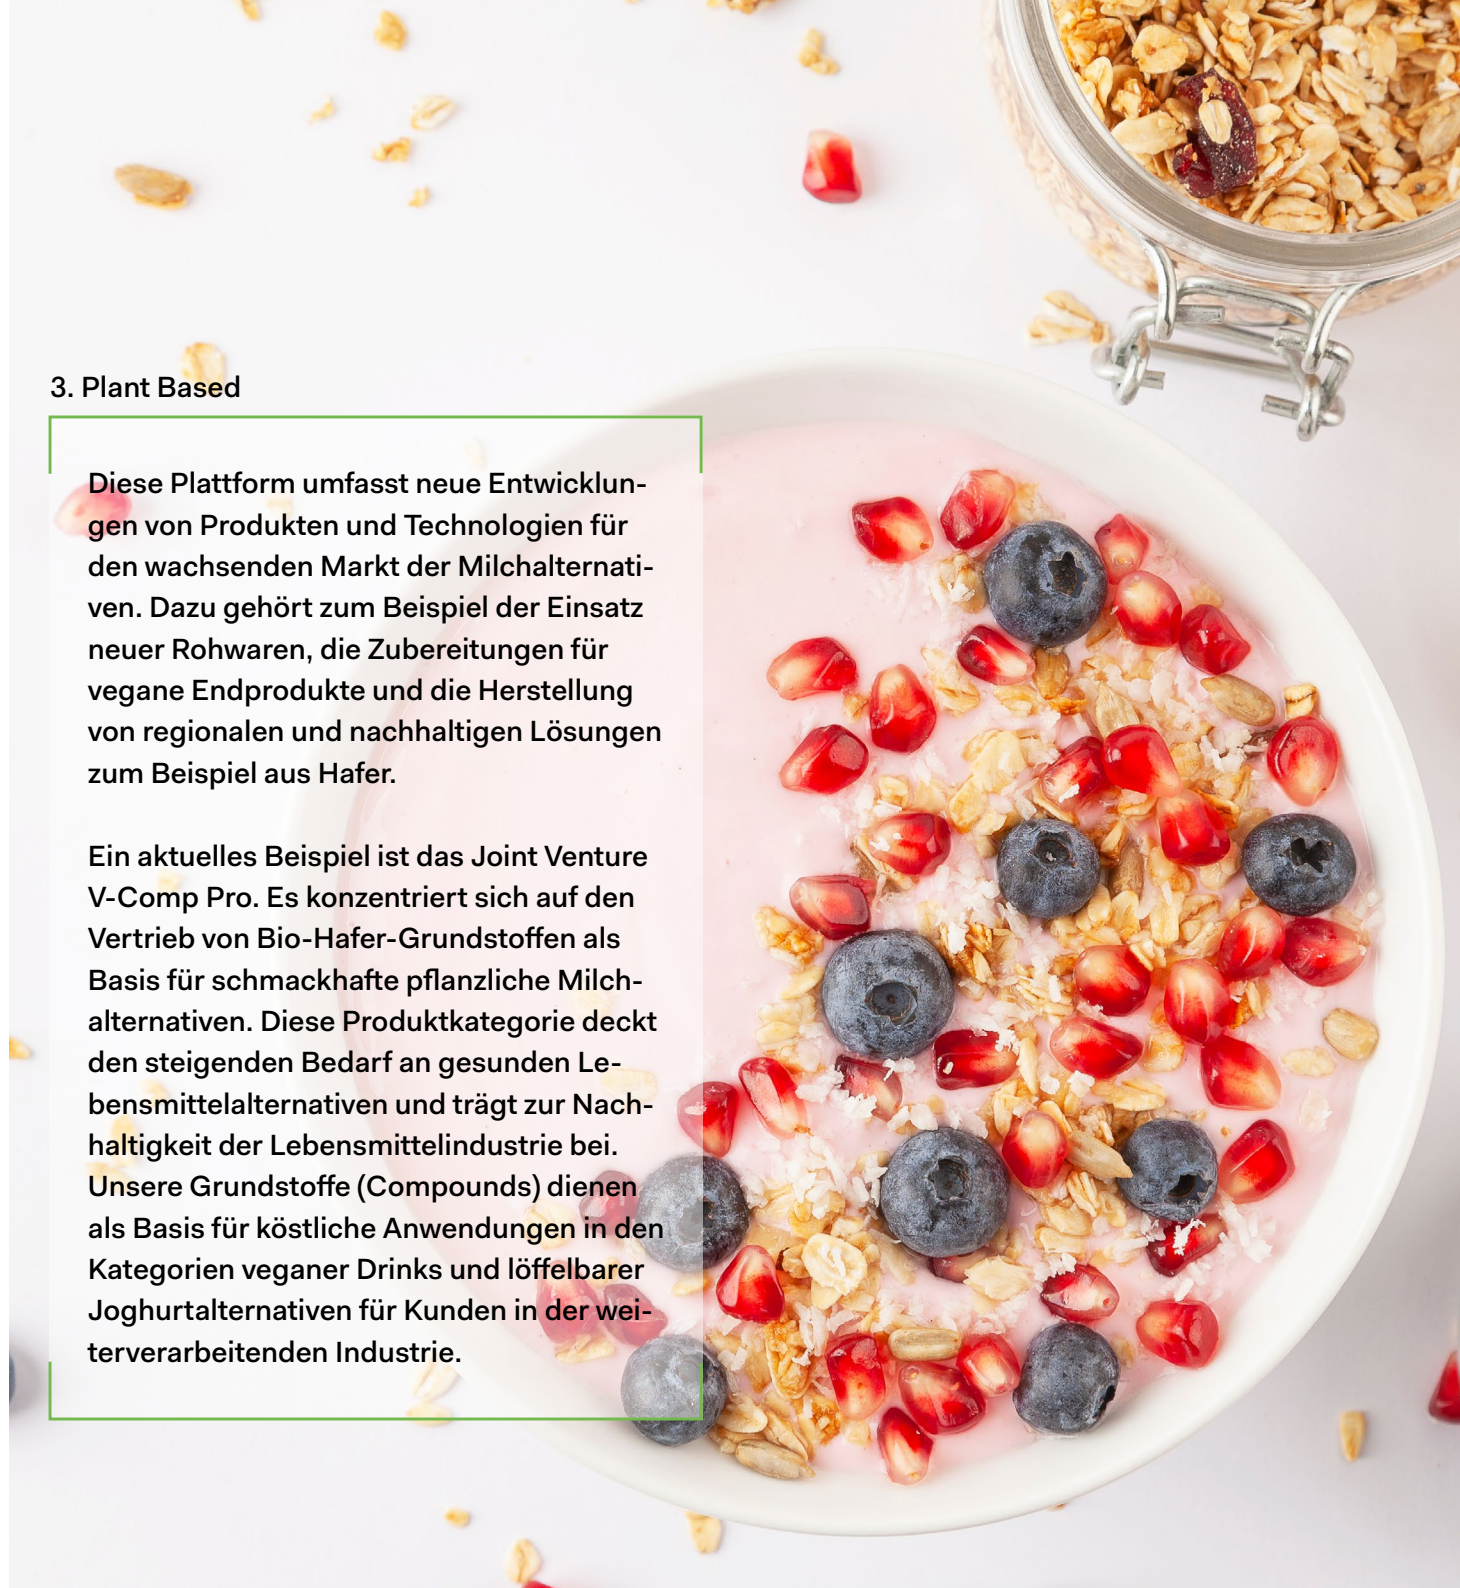 3. Plant Based
Diese Plattform umfasst neue Entwicklun-
gen von Produkten und Technologien für
den wachsenden Markt der Milchalternati-
ven. Dazu gehört zum Beispiel der Einsatz
neuer Rohwaren, die Zubereitungen für
vegane Endprodukte und die Herstellung
von regionalen und nachhaltigen Lösungen
zum Beispiel aus Hafer.
Ein aktuelles Beispiel ist das Joint Venture
V-Comp Pro. Es konzentriert sich auf den
Vertrieb von Bio-Hafer-Grundstoffen als
Basis für schmackhafte pflanzliche Milch-
alternativen. Diese Produktkategorie deckt
den steigenden Bedarf an gesunden Le-
bensmittelalternativen und trägt zur Nach-
haltigkeit der Lebensmittelindustrie bei.
Unsere Grundstoffe (Compounds) dienen
als Basis für köstliche Anwendungen in den
Kategorien veganer Drinks und löffelbarer
Joghurtalternativen für Kunden in der wei-
terverarbeitenden Industrie.